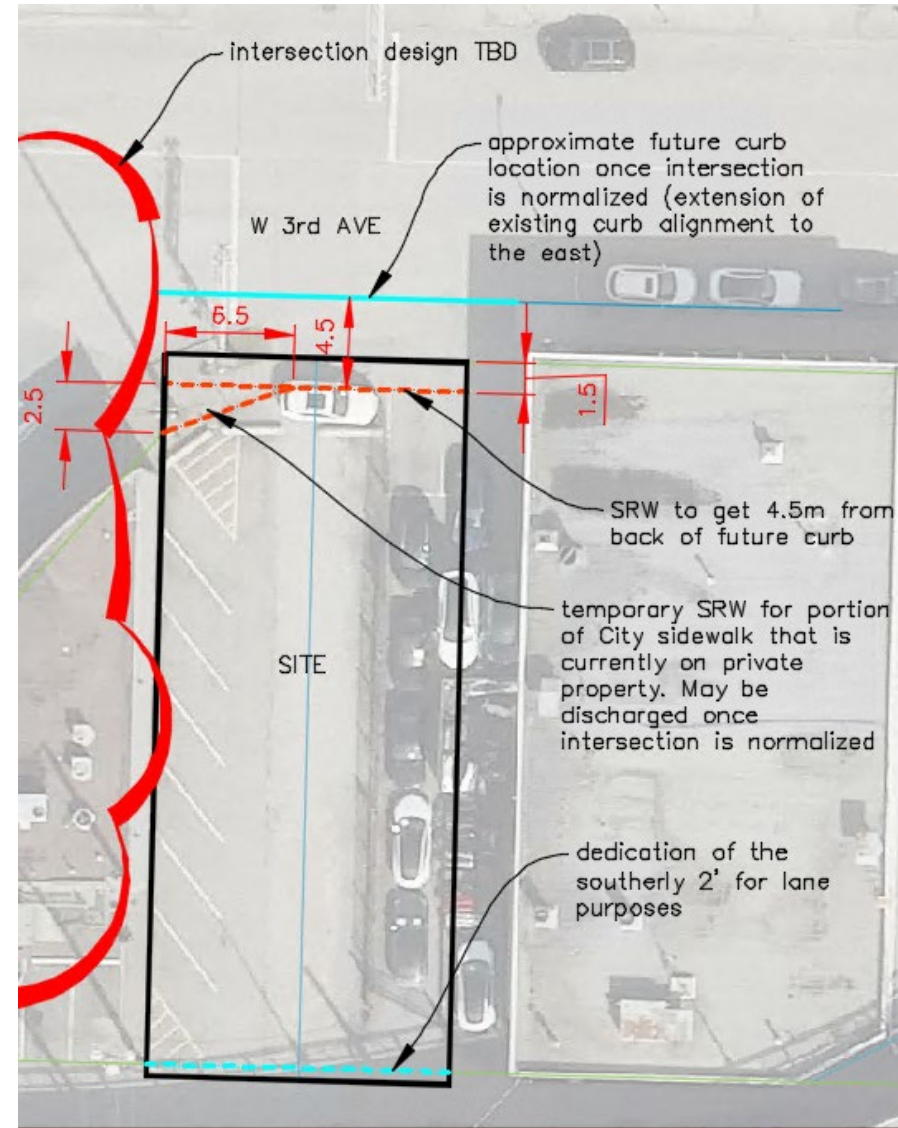 intersection design TBD
approximate future curb
location once intersection
is normalized (extension of
existing curb alignment to
the east)
W 3rd AVE
6.5
4.5
2.5
1.5
SRW to get 4.5m from
back of future curb
temporary SRW for portion
of City sidewalk that is
currently on private
property. May be
discharged once
intersection is normalized
SITE
dedication of the
southerly 2' for lane
purposes